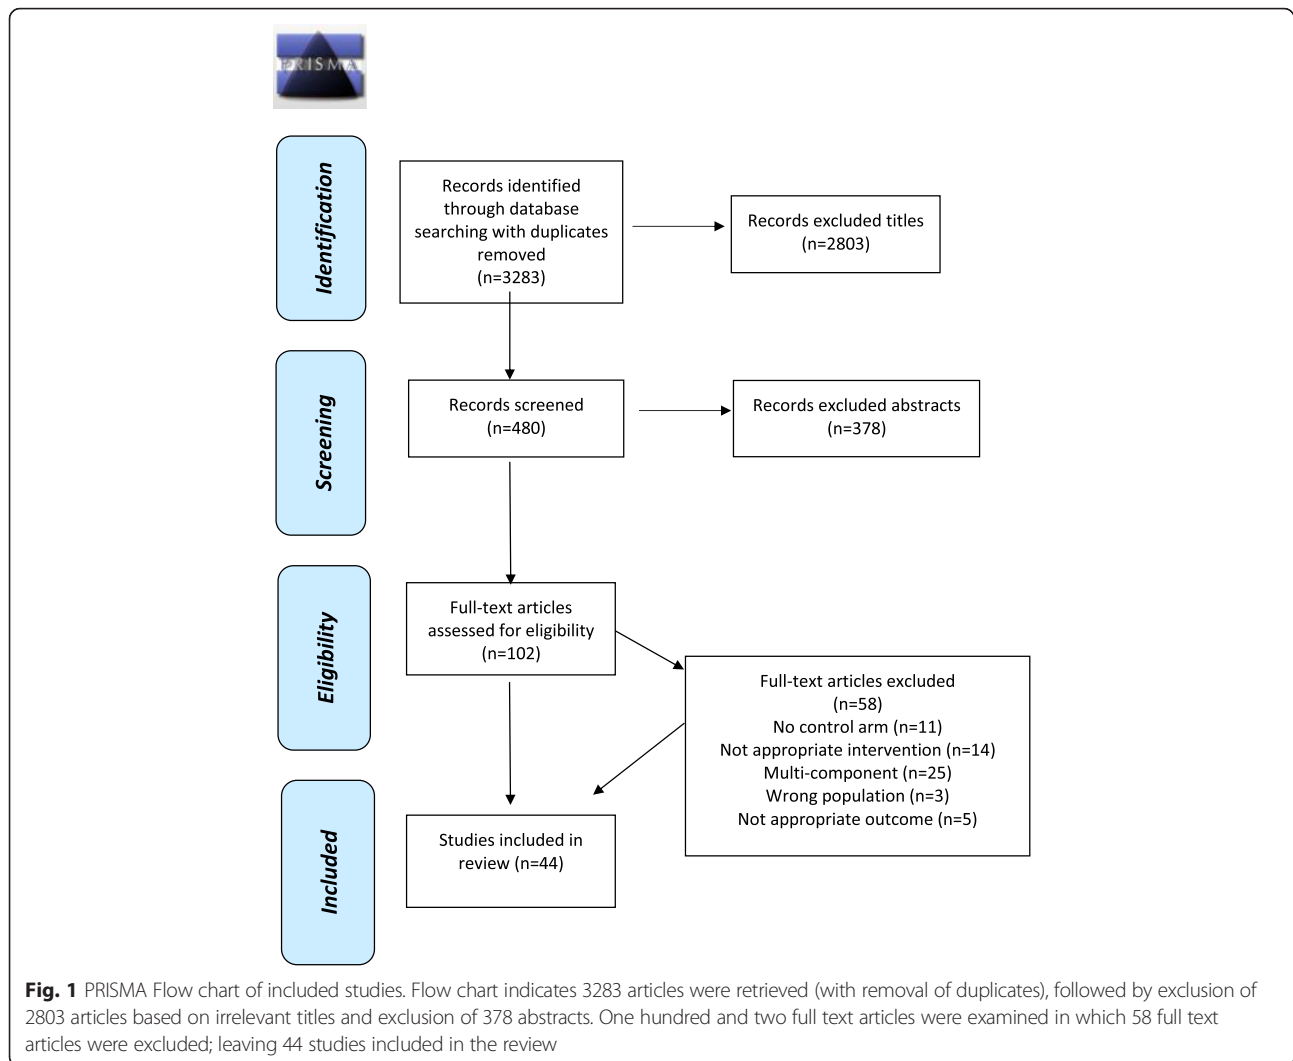 PRISMA
Identification
Records identified
through database
searching with duplicates
removed
(n=3283)
Records excluded titles
(n=2803)
Screening
Records screened
(n=480)
Records excluded abstracts
(n=378)
Eligibility
Full-text articles
assessed for eligibility
(n=102)
Full-text articles excluded
(n=58)
No control arm (n=11)
Not appropriate intervention (n=14)
Multi-component (n=25)
Wrong population (n=3)
Not appropriate outcome (n=5)
Included
Studies included in
review (n=44)
Fig. 1 PRISMA Flow chart of included studies. Flow chart indicates 3283 articles were retrieved (with removal of duplicates), followed by exclusion of
2803 articles based on irrelevant titles and exclusion of 378 abstracts. One hundred and two full text articles were examined in which 58 full text
articles were excluded; leaving 44 studies included in the review